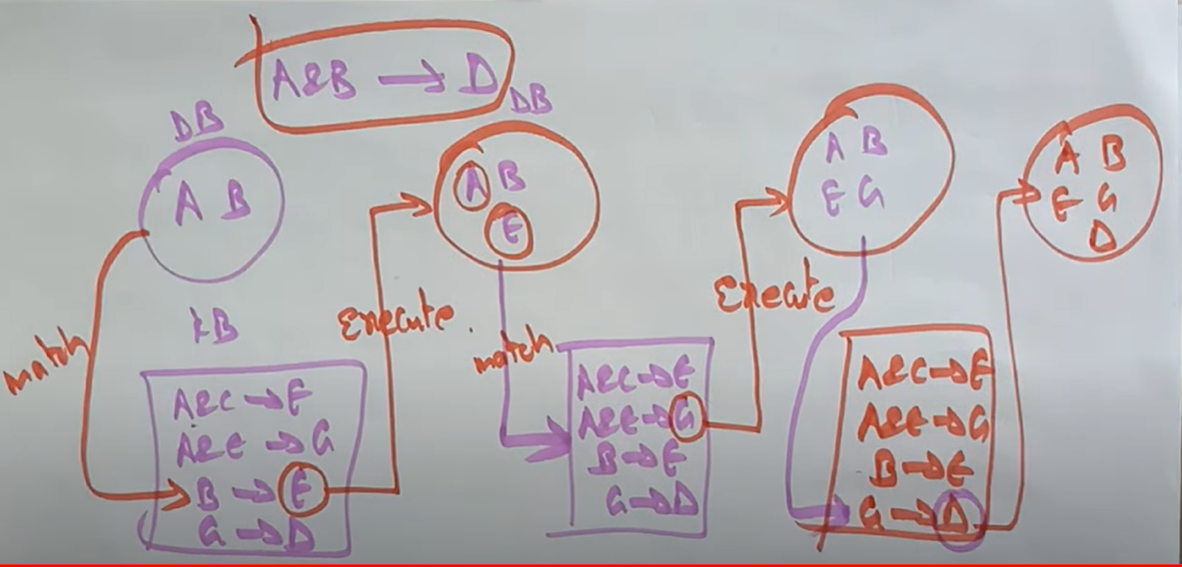 A&B → D
DB
A B
match
KB
A&C → F
A&E → G
B → E
G → D
Execute.
DB
A B
E
match
A&C → F
A&E → G
B → E
G → D
Execute
A B
E G
A&C → F
A&E → G
B → E
G → D
A B
E G
D